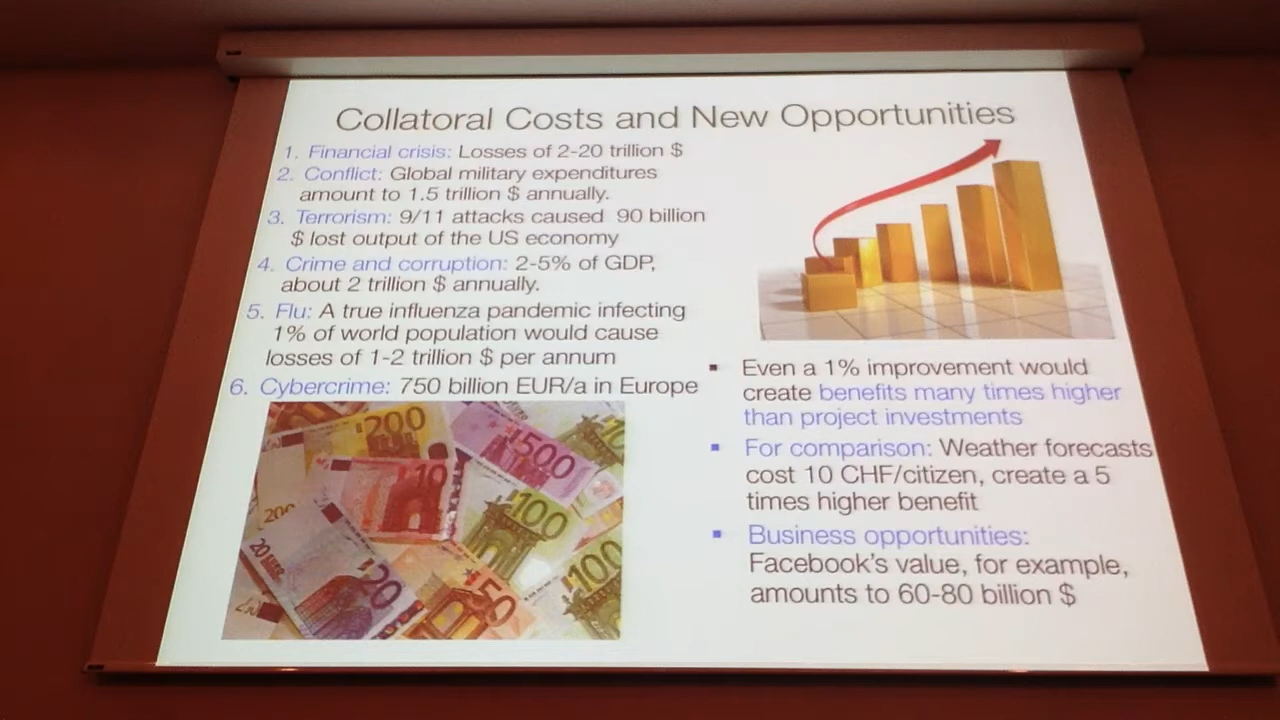 Collatoral Costs and New Opportunities
1. Financial crisis: Losses of 2-20 trillion $
2. Conflict: Global military expenditures
amount to 1.5 trillion $ annually.
3. Terrorism: 9/11 attacks caused 90 billion
$ lost output of the US economy
4. Crime and corruption: 2-5% of GDP,
about 2 trillion $ annually.
5. Flu: A true influenza pandemic infecting
1% of world population would cause
losses of 1-2 trillion $ per annum
6. Cybercrime: 750 billion EUR/a in Europe
200
500
10
100
200
20 EURO
20
50
100
Even a 1% improvement would
create benefits many times higher
than project investments
For comparison: Weather forecasts
cost 10 CHF/citizen, create a 5
times higher benefit
Business opportunities:
Facebook's value, for example,
amounts to 60-80 billion $